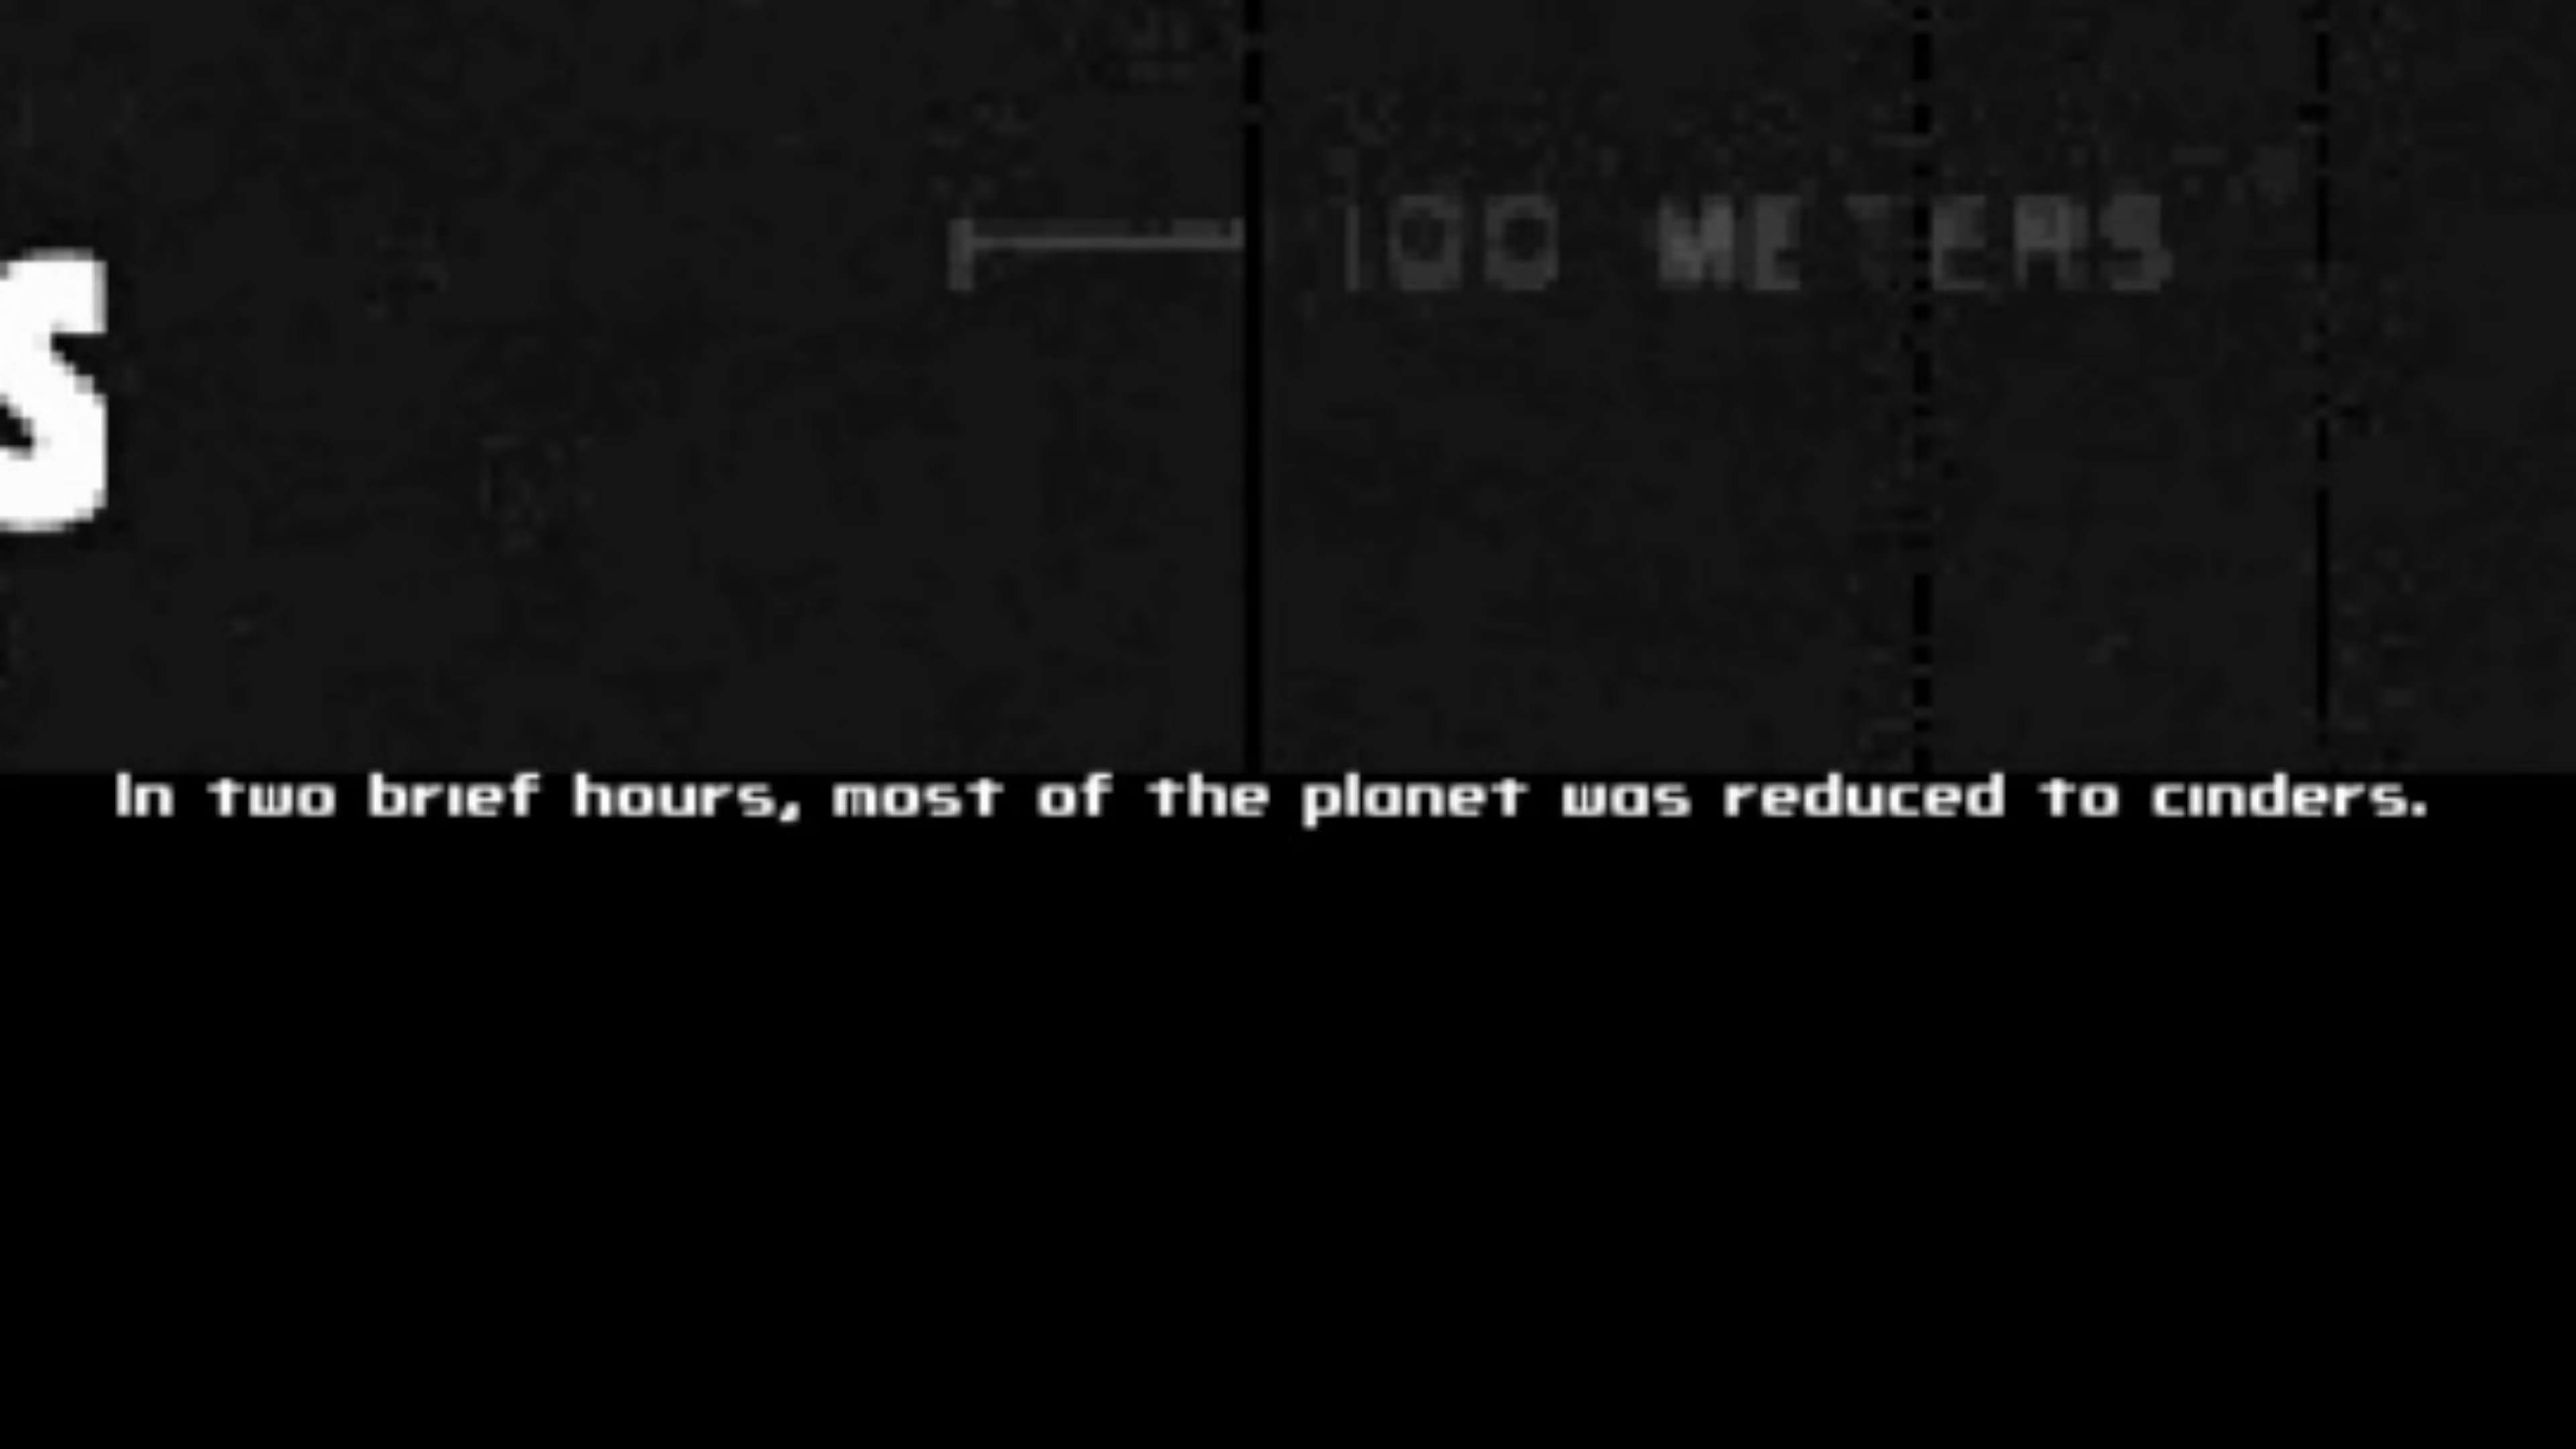 100 METERS
S
In two brief hours, most of the planet was reduced to cinders.